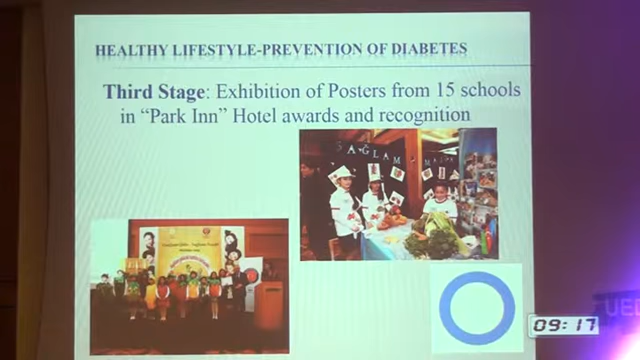 HEALTHY LIFESTYLE-PREVENTION OF DIABETES
Third Stage: Exhibition of Posters from 15 schools
in “Park Inn” Hotel awards and recognition
SAGLAM
09:17